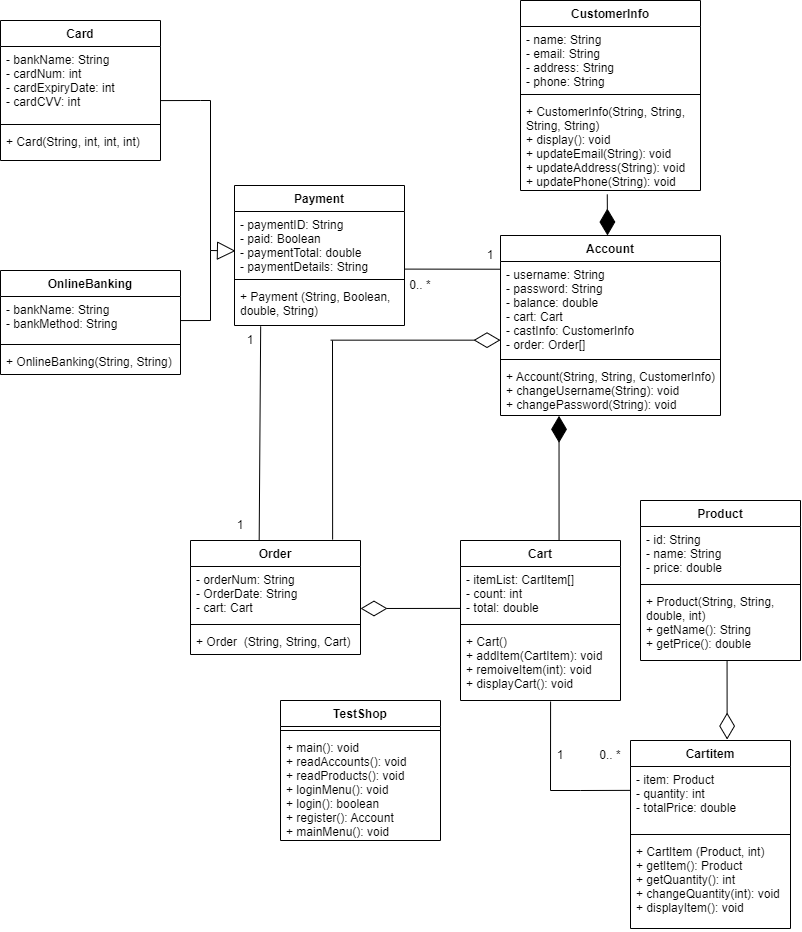 CustomerInfo
- name: String
- email: String
- address: String
- phone: String
+ CustomerInfo(String, String,
String, String)
+ display(): void
+ updateEmail(String): void
+ updateAddress(String): void
+ updatePhone(String): void
Card
- bankName: String
- cardNum: int
- cardExpiryDate: int
- cardCVV: int
+ Card(String, int, int, int)
Payment
- paymentID: String
- paid: Boolean
- paymentTotal: double
- paymentDetails: String
+ Payment (String, Boolean,
double, String)
1
0.. *
Account
- username: String
- password: String
- balance: double
- cart: Cart
- castInfo: CustomerInfo
- order: Order[]
+ Account(String, String, CustomerInfo)
+ changeUsername(String): void
+ changePassword(String): void
OnlineBanking
- bankName: String
- bankMethod: String
+ OnlineBanking(String, String)
1
1
Order
- orderNum: String
- OrderDate: String
- cart: Cart
+ Order  (String, String, Cart)
Cart
- itemList: CartItem[]
- count: int
- total: double
+ Cart()
+ addItem(CartItem): void
+ remoiveItem(int): void
+ displayCart(): void
Product
- id: String
- name: String
- price: double
+ Product(String, String,
double, int)
+ getName(): String
+ getPrice(): double
TestShop
+ main(): void
+ readAccounts(): void
+ readProducts(): void
+ loginMenu(): void
+ login(): boolean
+ register(): Account
+ mainMenu(): void
1
0.. *
Cartitem
- item: Product
- quantity: int
- totalPrice: double
+ CartItem (Product, int)
+ getItem(): Product
+ getQuantity(): int
+ changeQuantity(int): void
+ displayItem(): void